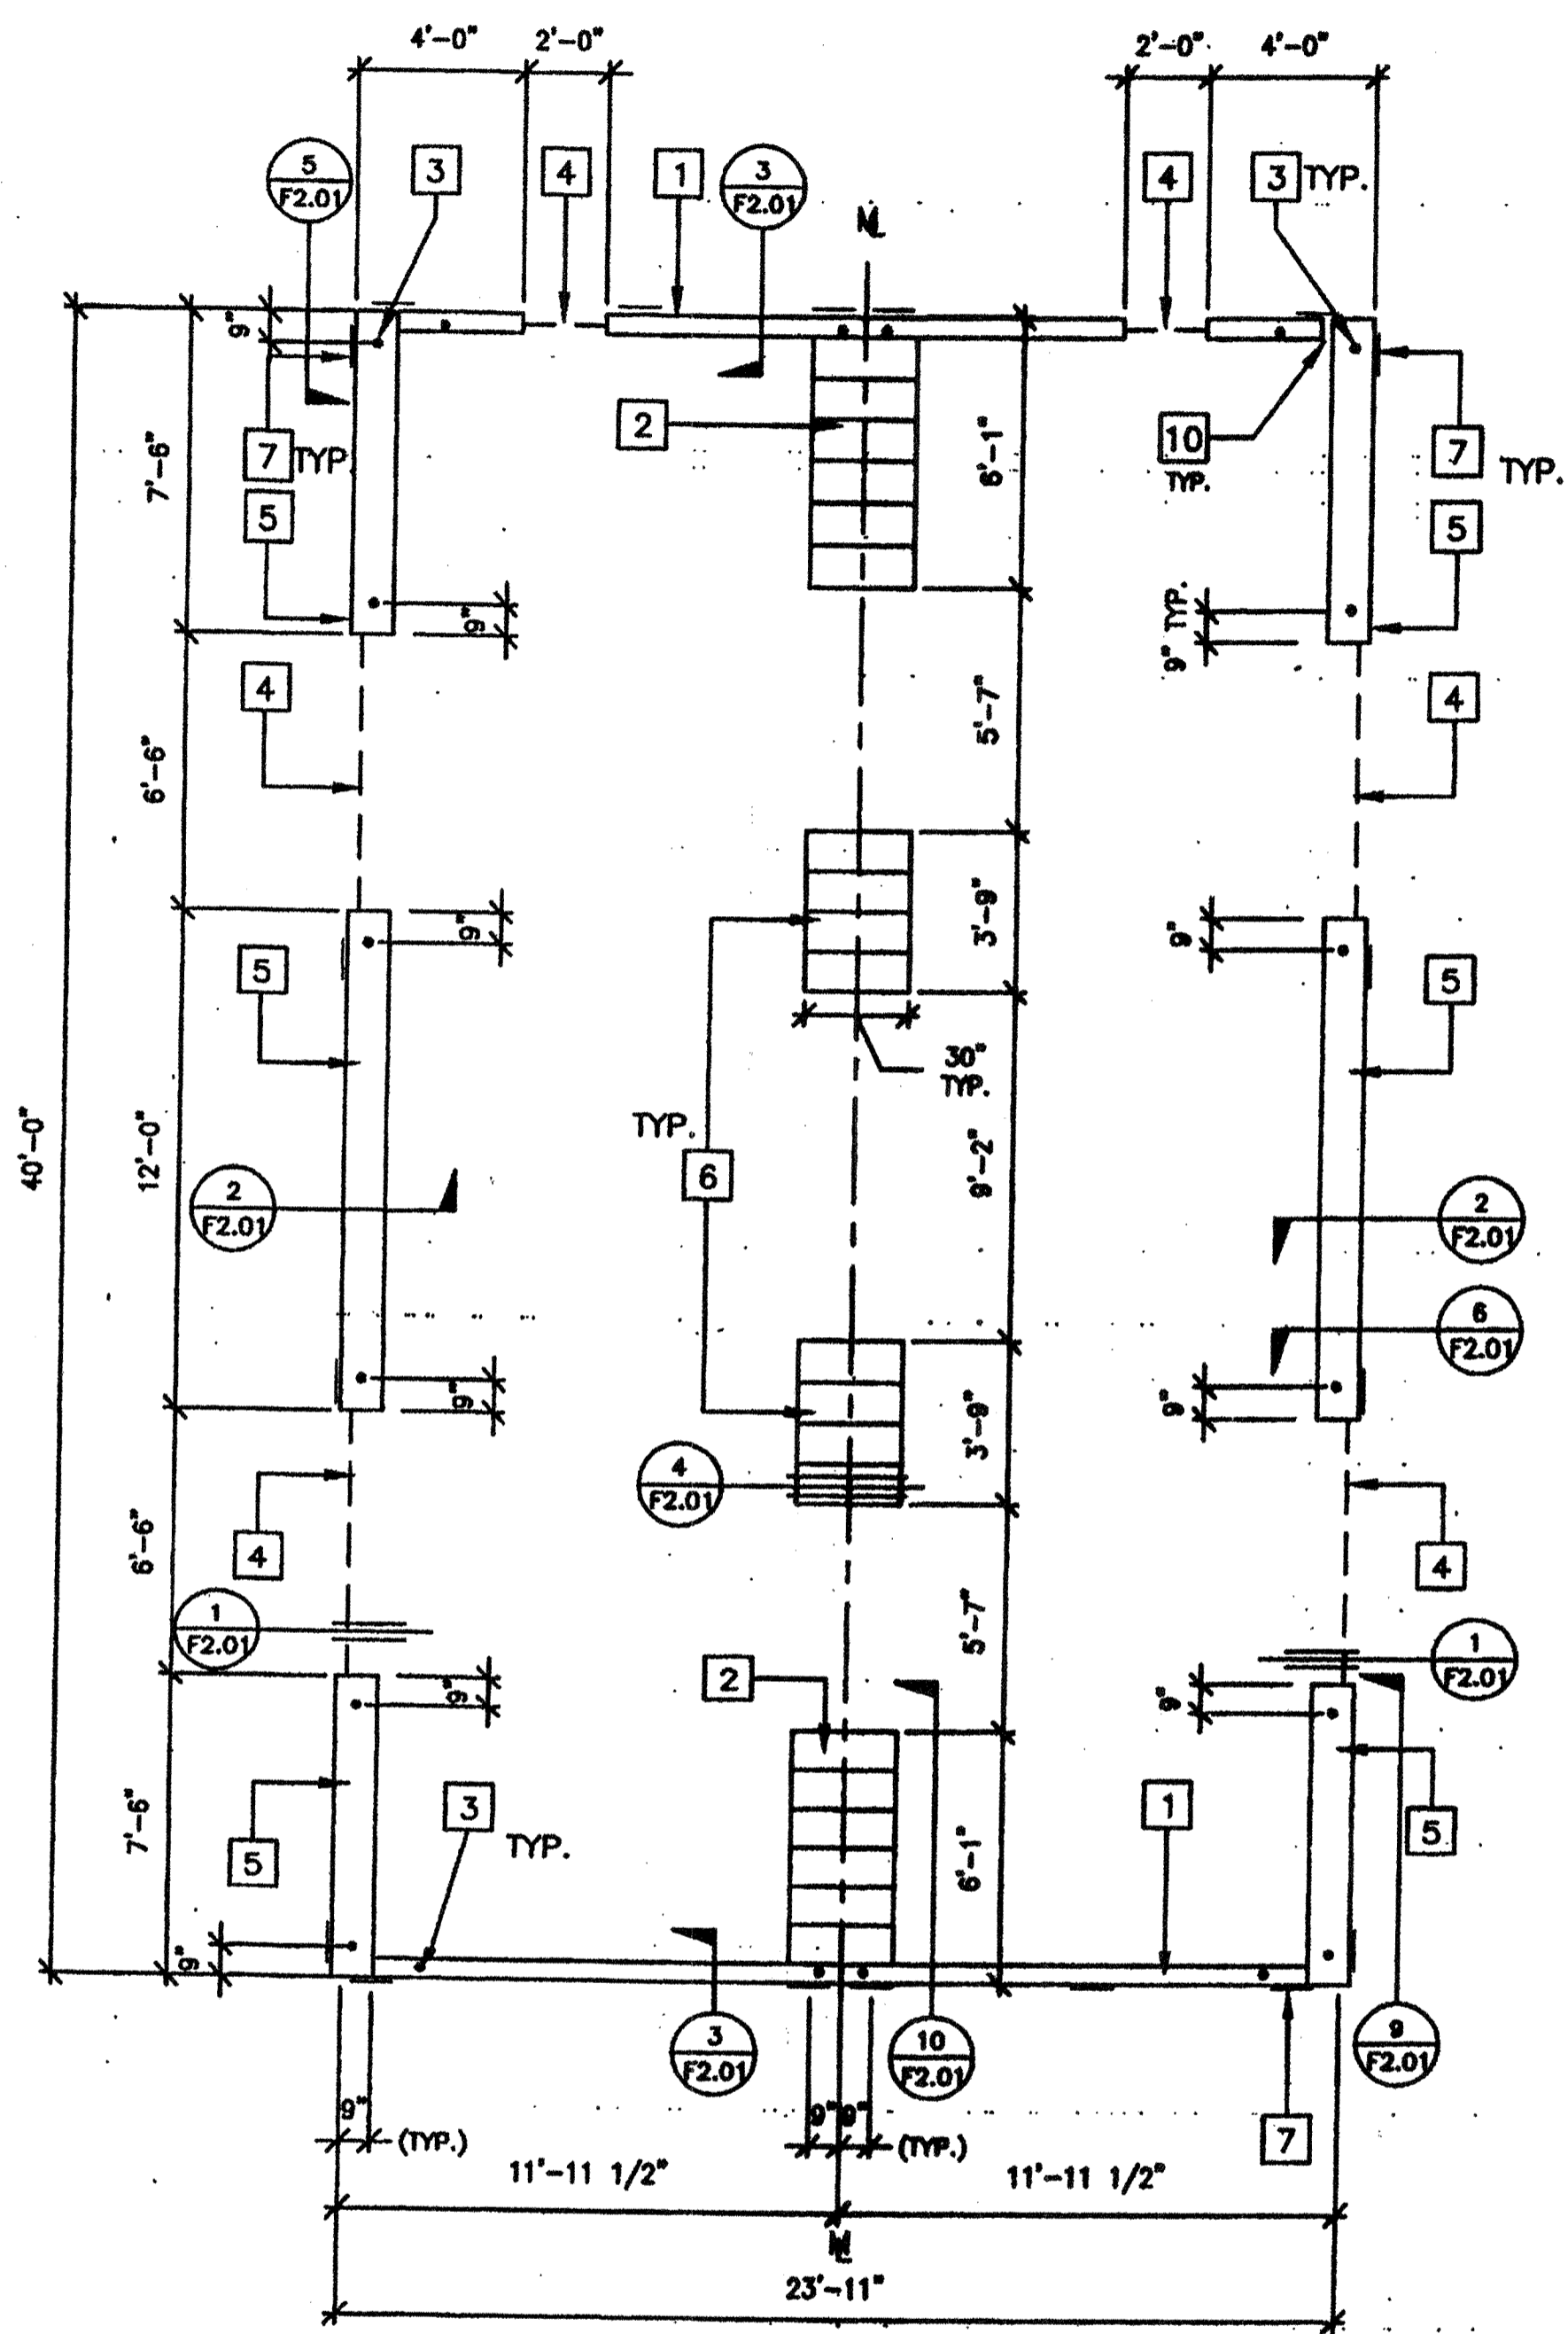 4'-0" 2'-0" 2'-0" 4'-0"
5
F2.01
3
4
1
3
F2.01
4
3 TYP.
9"
7 TYP
2
6'-1"
10
TYP.
7 TYP.
7'-6"
5
5
9"
9" TYP.
4
4
5'-7"
6'-6"
9"
3'-9"
9"
5
5
30"
TYP.
TYP.
6
40'-0"
12'-0"
9'-2"
2
F2.01
2
F2.01
6
F2.01
9"
9"
3'-9"
4
F2.01
4
4
6'-6"
1
F2.01
5'-7"
1
F2.01
2
9"
9"
7'-6"
5
3
TYP.
6'-1"
1
5
9"
3
F2.01
10
F2.01
9
F2.01
9" (TYP.)
9" 9" (TYP.)
7
11'-11 1/2" 11'-11 1/2"
23'-11"